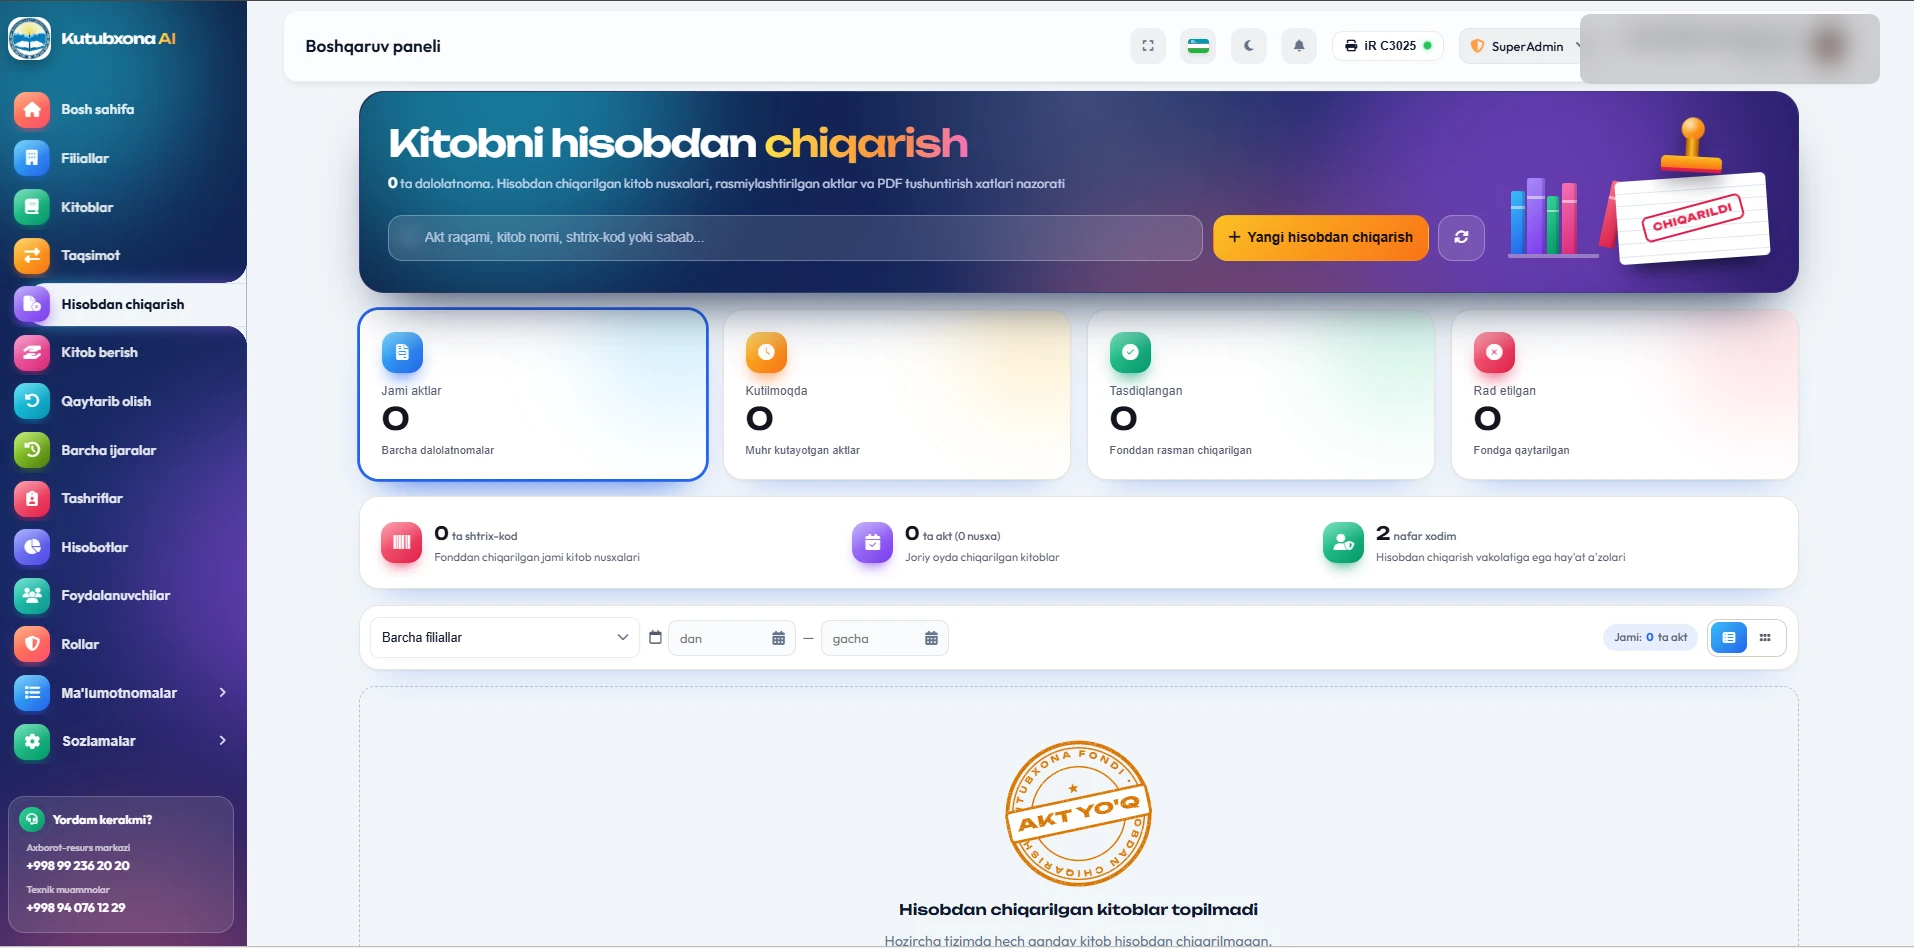 Kutubxona AI
Bosh sahifa
Filiallar
Kitoblar
Taqsimot
Hisobdan chiqarish
Kitob berish
Qaytarib olish
Barcha ijaralar
Tashriflar
Hisobotlar
Foydalanuvchilar
Rollar
Ma'lumotnomalar
Sozlamalar
Yordam kerakmi?
Axborot-resurs markazi
+998 99 236 20 20
Texnik muammolar
+998 94 076 12 29
Boshqaruv paneli
iR C3025
SuperAdmin
Kitobni hisobdan chiqarish
0 ta dalolatnoma. Hisobdan chiqarilgan kitob nusxalari, rasmiylashtirilgan aktlar va PDF tushuntirish xatlari nazorati
Akt raqami, kitob nomi, shtrix-kod yoki sabab...
+ Yangi hisobdan chiqarish
CHIQARILDI
Jami aktlar
0
Barcha dalolatnomalar
Kutilmoqda
0
Muhr kutayotgan aktlar
Tasdiqlangan
0
Fonddan rasman chiqarilgan
Rad etilgan
0
Fondga qaytarilgan
0 ta shtrix-kod
Fonddan chiqarilgan jami kitob nusxalari
0 ta akt (0 nusxa)
Joriy oyda chiqarilgan kitoblar
2 nafar xodim
Hisobdan chiqarish vakolatiga ega hay'at a'zolari
Barcha filiallar
dan
—
gacha
Jami: 0 ta akt
TUBXONA FONDI •
AKT YO'Q
OBDAN CHIQARISH
Hisobdan chiqarilgan kitoblar topilmadi
Hozircha tizimda hech qanday kitob hisobdan chiqarilmagan.